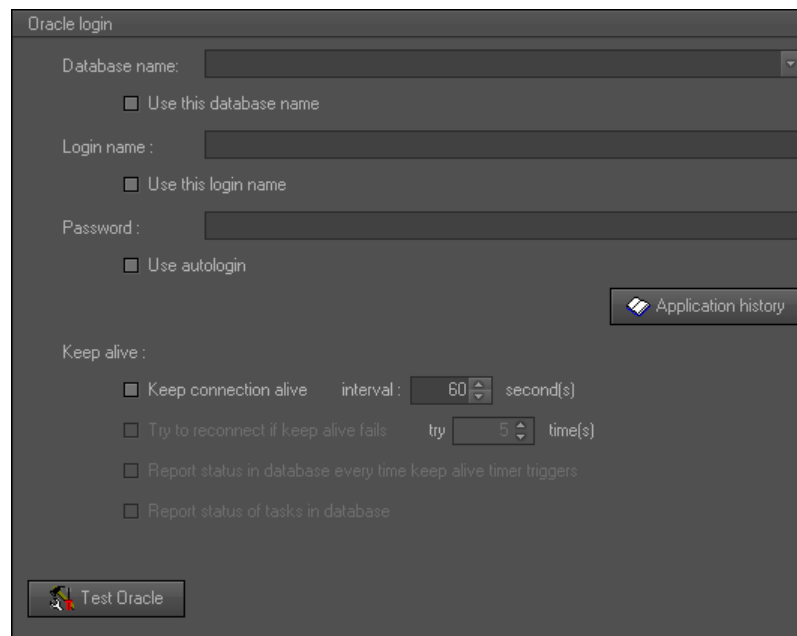 Oracle login
Database name:
Use this database name
Login name :
Use this login name
Password :
Use autologin
Application history
Keep alive :
Keep connection alive interval : 60 second(s)
Try to reconnect if keep alive fails try 5 time(s)
Report status in database every time keep alive timer triggers
Report status of tasks in database
Test Oracle